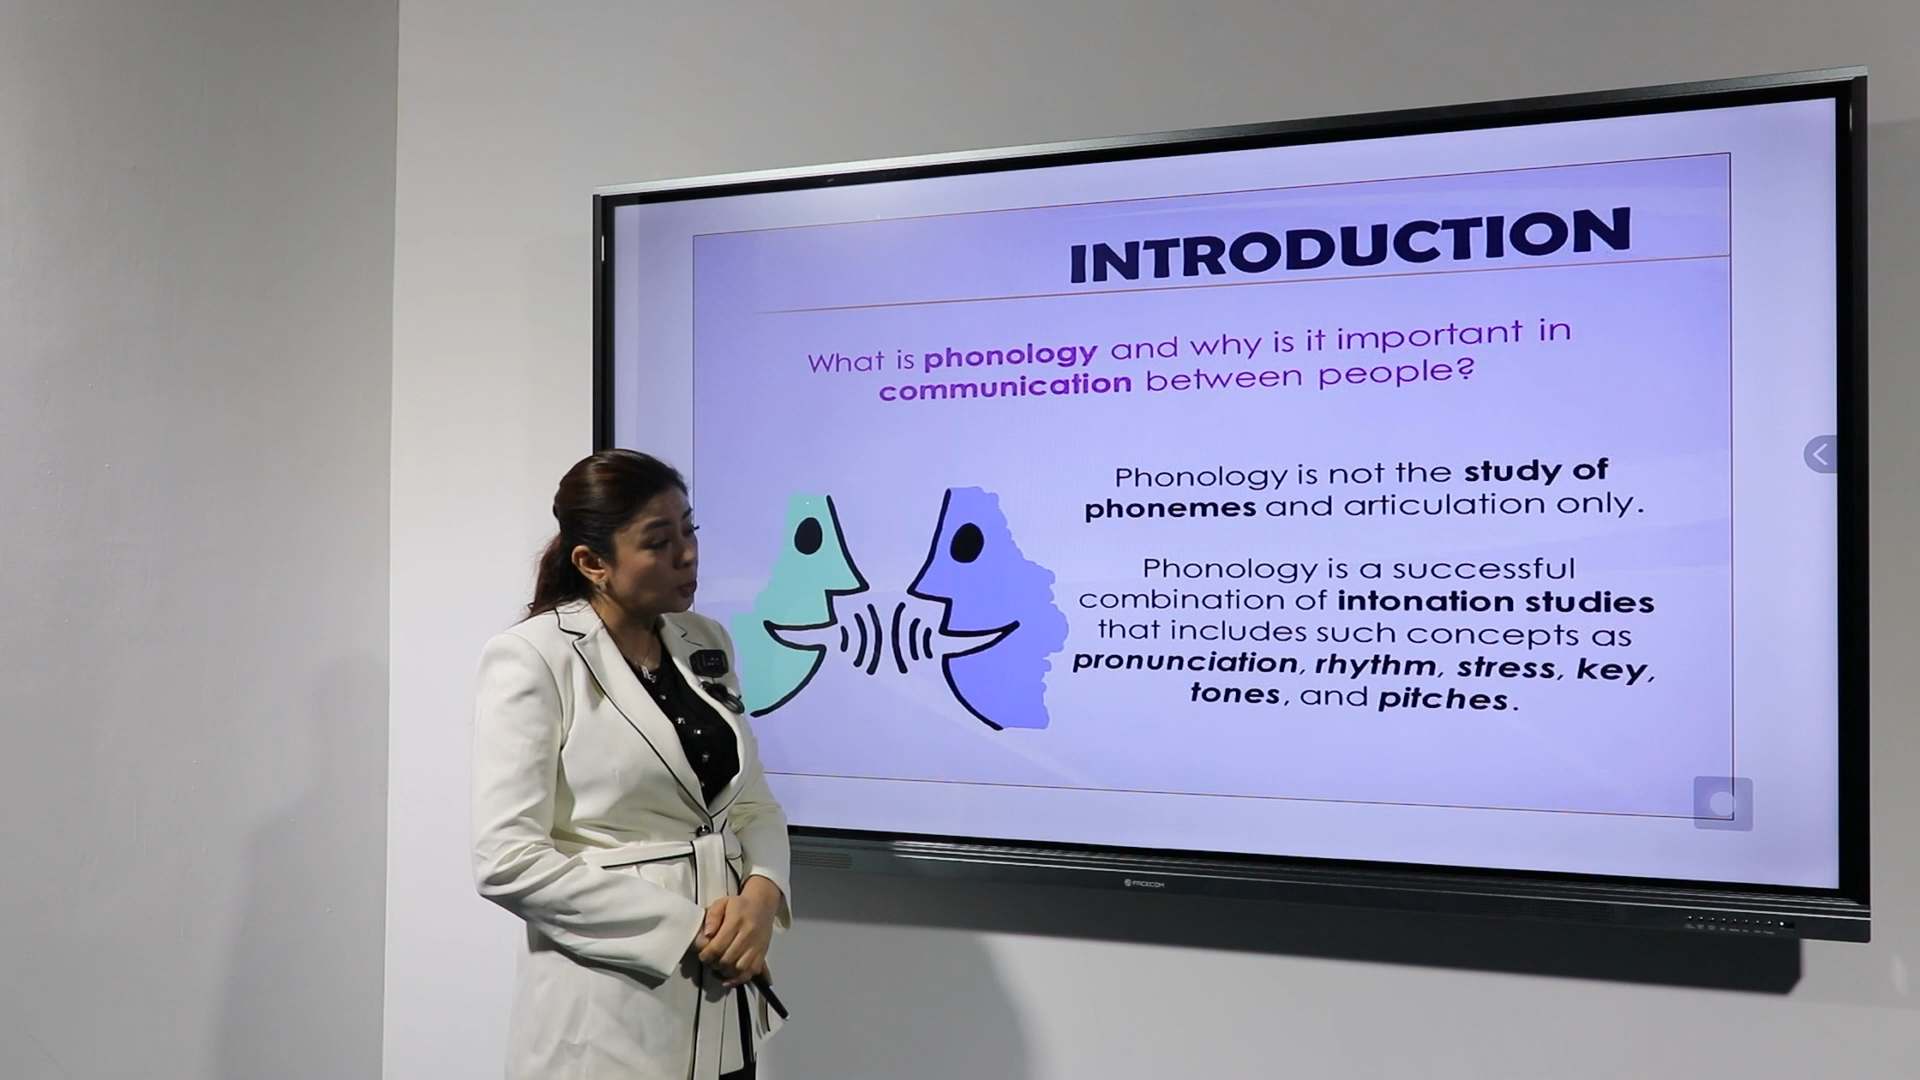 INTRODUCTION
What is phonology and why is it important in
communication between people?
Phonology is not the study of
phonemes and articulation only.
Phonology is a successful
combination of intonation studies
that includes such concepts as
pronunciation, rhythm, stress, key,
tones, and pitches.
FACECOM